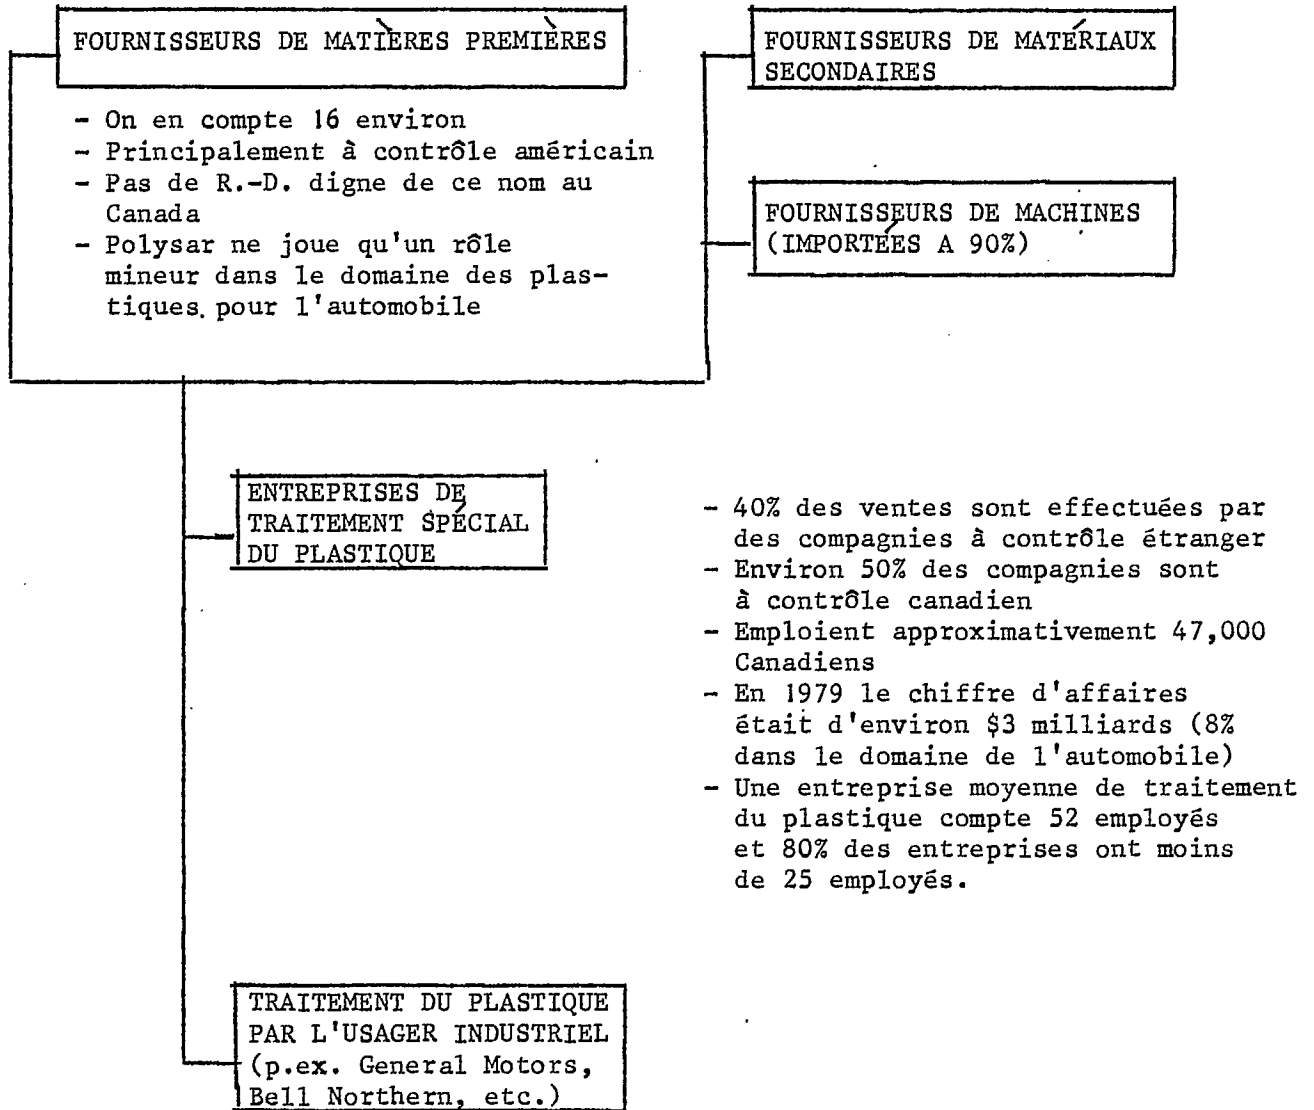 FOURNISSEURS DE MATIÈRES PREMIÈRES
- On en compte 16 environ
- Principalement à contrôle américain
- Pas de R.-D. digne de ce nom au
Canada
- Polysar ne joue qu'un rôle
mineur dans le domaine des plas-
tiques pour l'automobile
FOURNISSEURS DE MATÉRIAUX
SECONDAIRES
FOURNISSEURS DE MACHINES
(IMPORTÉES A 90%)
ENTREPRISES DE
TRAITEMENT SPÉCIAL
DU PLASTIQUE
- 40% des ventes sont effectuées par
des compagnies à contrôle étranger
- Environ 50% des compagnies sont
à contrôle canadien
- Emploient approximativement 47,000
Canadiens
- En 1979 le chiffre d'affaires
était d'environ $3 milliards (8%
dans le domaine de l'automobile)
- Une entreprise moyenne de traitement
du plastique compte 52 employés
et 80% des entreprises ont moins
de 25 employés.
TRAITEMENT DU PLASTIQUE
PAR L'USAGER INDUSTRIEL
(p.ex. General Motors,
Bell Northern, etc.)